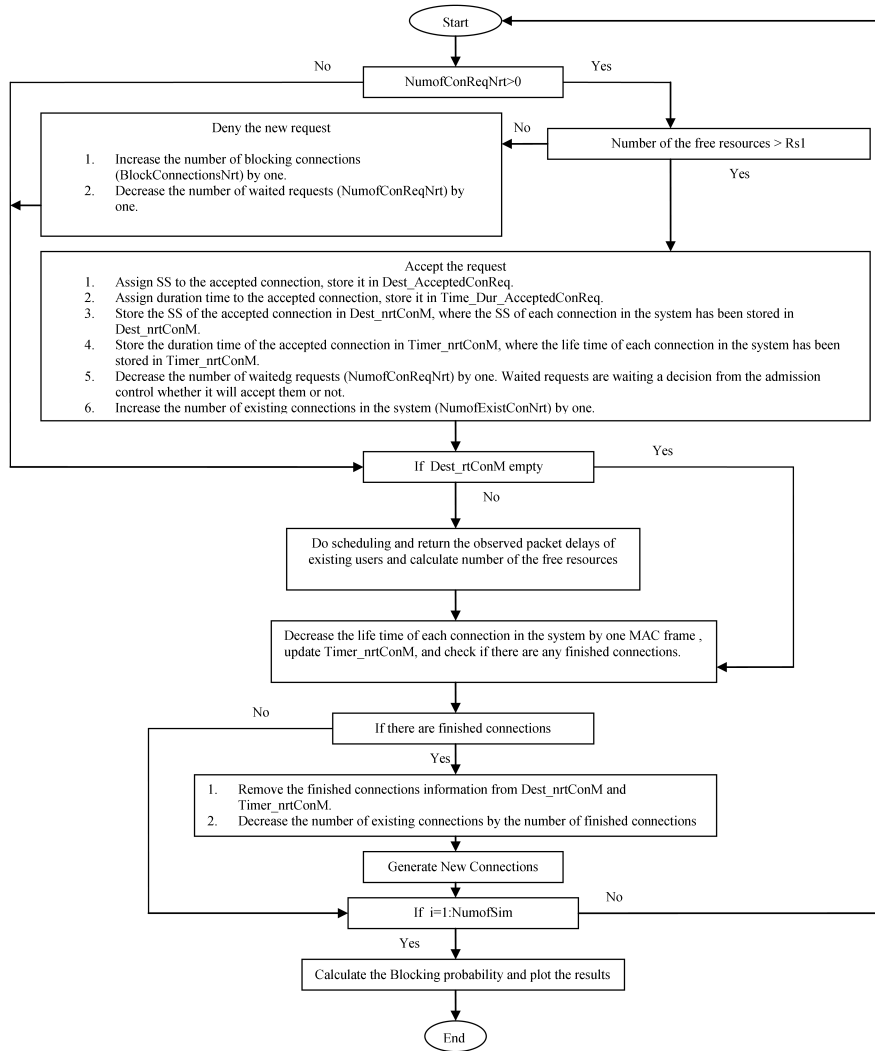 Start
No
Yes
NumofConReqNrt>0
Deny the new request
1. Increase the number of blocking connections
(BlockConnectionsNrt) by one.
2. Decrease the number of waited requests (NumofConReqNrt) by
one.
No
Number of the free resources > Rs1
Yes
Accept the request
1. Assign SS to the accepted connection, store it in Dest_AcceptedConReq.
2. Assign duration time to the accepted connection, store it in Time_Dur_AcceptedConReq.
3. Store the SS of the accepted connection in Dest_nrtConM, where the SS of each connection in the system has been stored in
Dest_nrtConM.
4. Store the duration time of the accepted connection in Timer_nrtConM, where the life time of each connection in the system has been
stored in Timer_nrtConM.
5. Decrease the number of waitedg requests (NumofConReqNrt) by one. Waited requests are waiting a decision from the admission
control whether it will accept them or not.
6. Increase the number of existing connections in the system (NumofExistConNrt) by one.
If Dest_rtConM empty
Yes
No
Do scheduling and return the observed packet delays of
existing users and calculate number of the free resources
Decrease the life time of each connection in the system by one MAC frame ,
update Timer_nrtConM, and check if there are any finished connections.
No
If there are finished connections
Yes
1. Remove the finished connections information from Dest_nrtConM and
Timer_nrtConM.
2. Decrease the number of existing connections by the number of finished connections
Generate New Connections
If i=1:NumofSim
No
Yes
Calculate the Blocking probability and plot the results
End